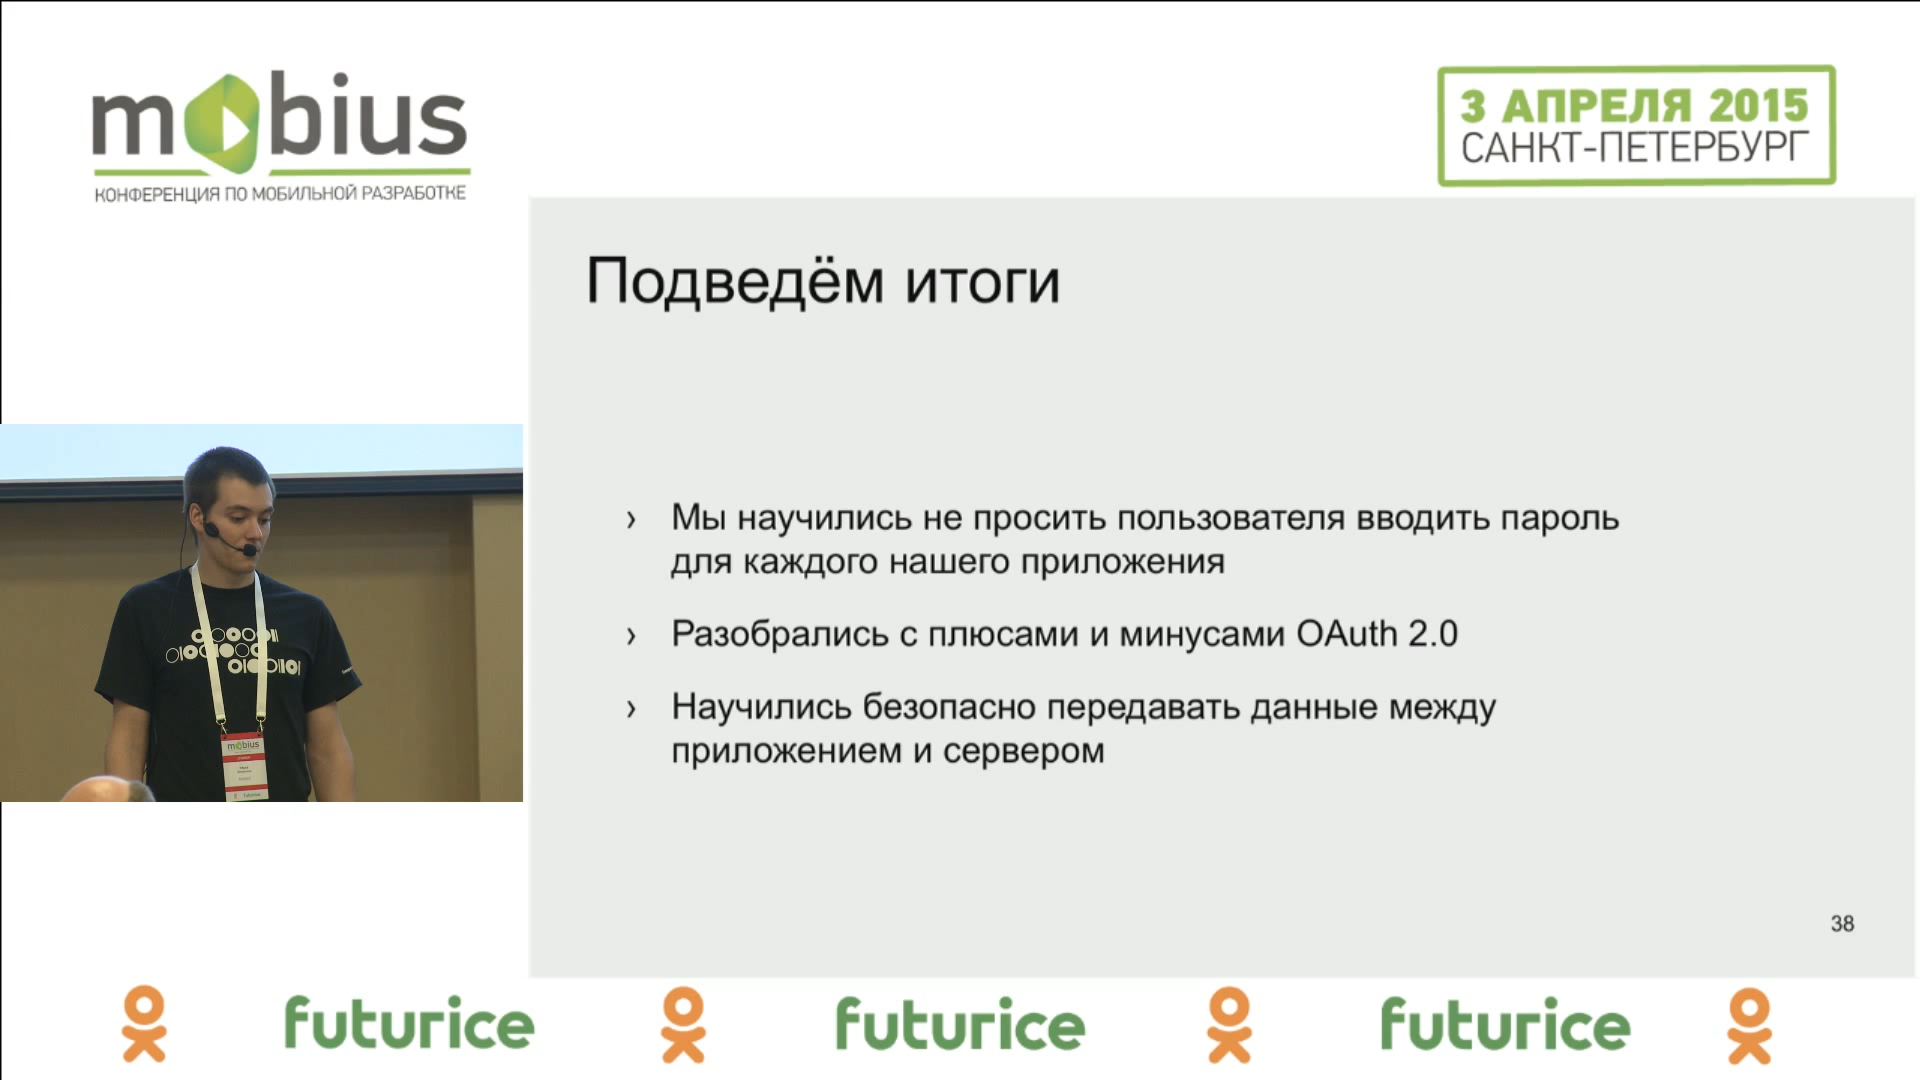 mobius
КОНФЕРЕНЦИЯ ПО МОБИЛЬНОЙ РАЗРАБОТКЕ
3 АПРЕЛЯ 2015
САНКТ-ПЕТЕРБУРГ
Подведём итоги
› Мы научились не просить пользователя вводить пароль
для каждого нашего приложения
› Разобрались с плюсами и минусами OAuth 2.0
› Научились безопасно передавать данные между
приложением и сервером
38
mobius
futurice
futurice futurice futurice